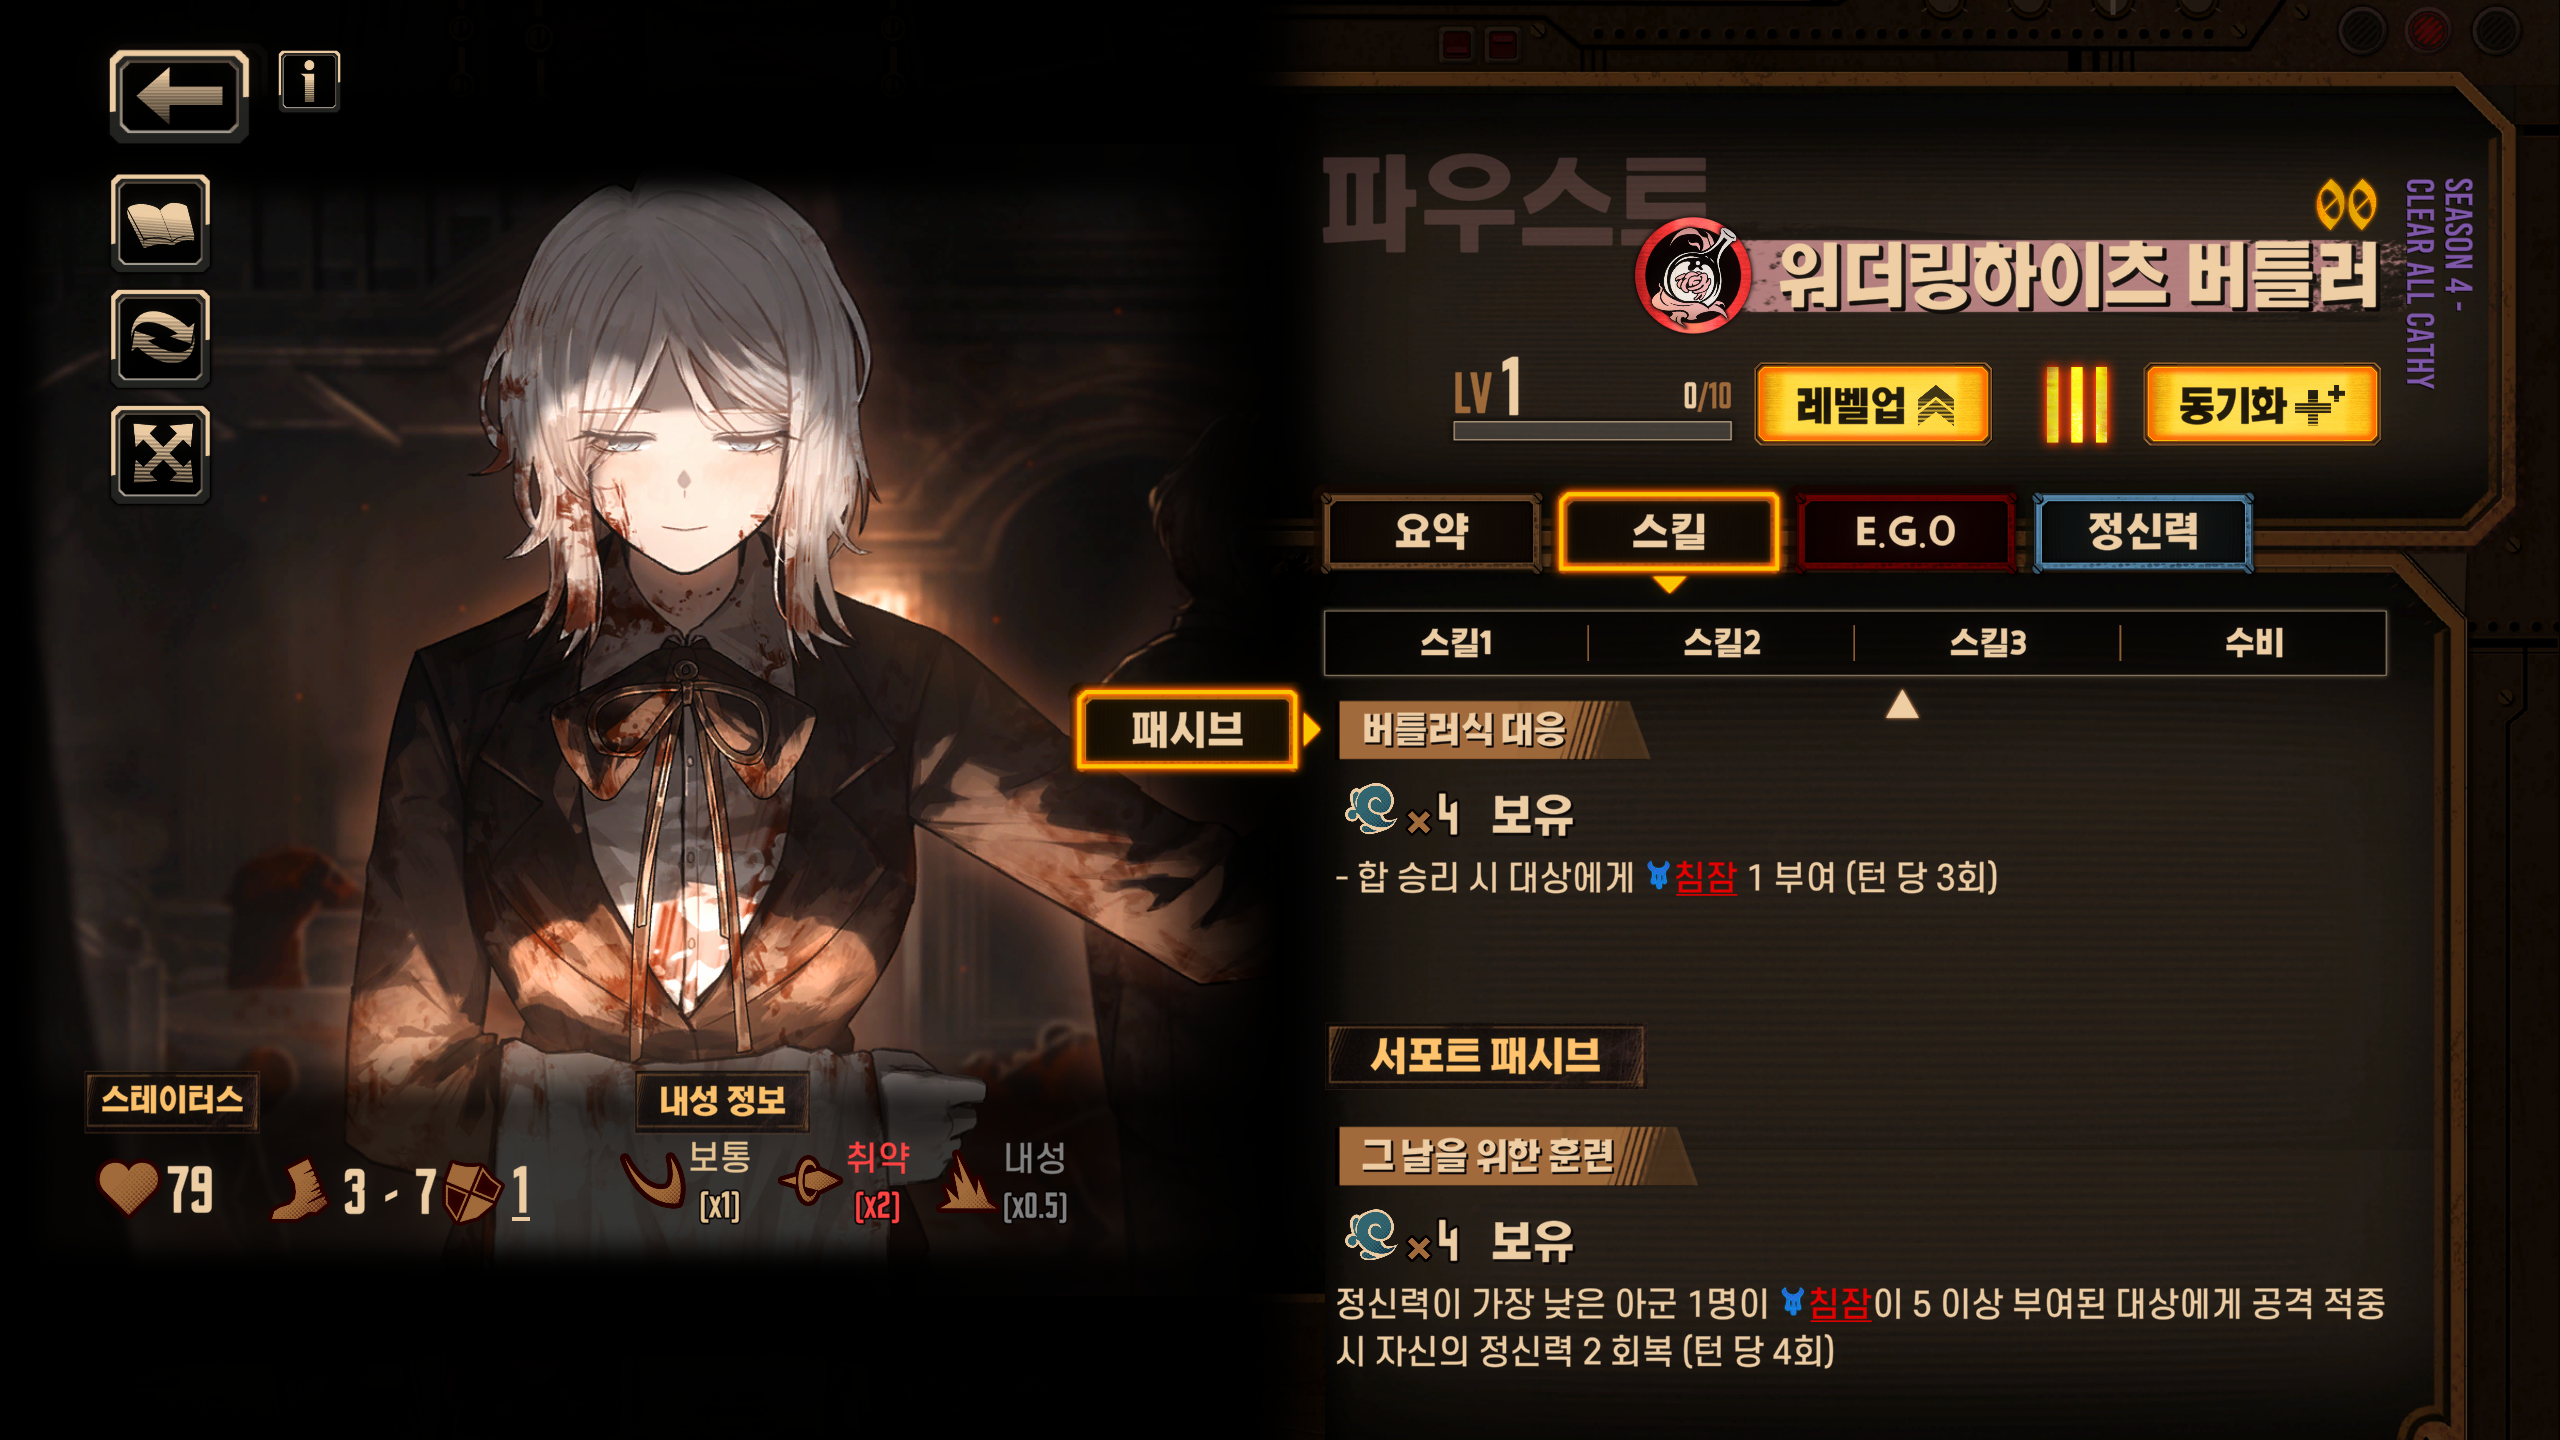 파우스트
워더링하이츠 버틀러
SEASON 4 -
CLEAR ALL CATHY
LV 1
0/10
레벨업
동기화
요약
스킬
E.G.O
정신력
스킬1
스킬2
스킬3
수비
패시브
버틀러식 대응
×4 보유
- 합 승리 시 대상에게 침잠 1 부여 (턴 당 3회)
서포트 패시브
그 날을 위한 훈련
×4 보유
정신력이 가장 낮은 아군 1명이 침잠이 5 이상 부여된 대상에게 공격 적중
시 자신의 정신력 2 회복 (턴 당 4회)
스테이터스
79
3 - 7
1
내성 정보
보통
[x1]
취약
[x2]
내성
[x0.5]